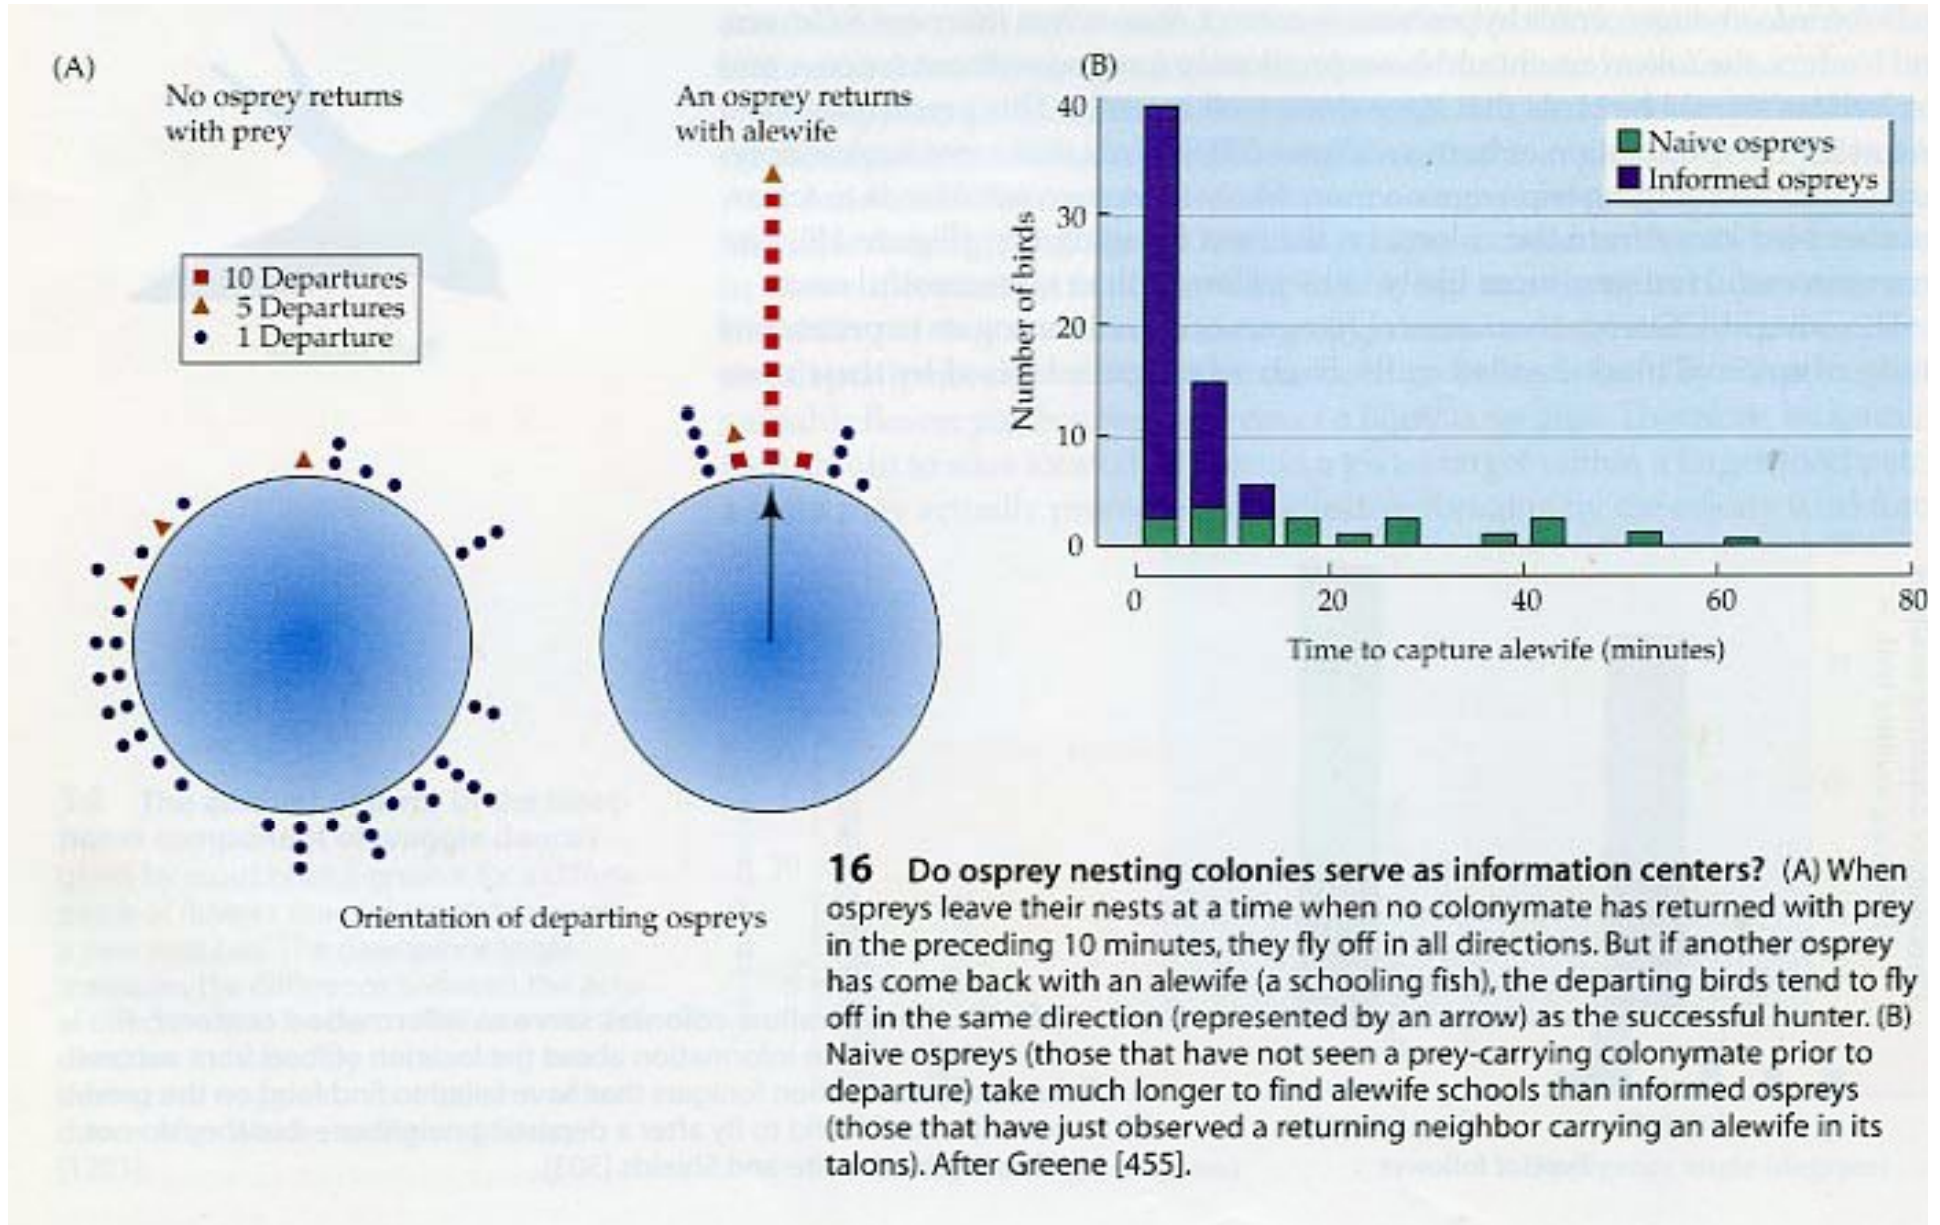 (A)
No osprey returns
with prey
An osprey returns
with alewife
10 Departures
5 Departures
1 Departure
Orientation of departing ospreys
(B)
Naive ospreys
Informed ospreys
Number of birds
40
30
20
10
0
0 20 40 60 80
Time to capture alewife (minutes)
16 Do osprey nesting colonies serve as information centers? (A) When
ospreys leave their nests at a time when no colonymate has returned with prey
in the preceding 10 minutes, they fly off in all directions. But if another osprey
has come back with an alewife (a schooling fish), the departing birds tend to fly
off in the same direction (represented by an arrow) as the successful hunter. (B)
Naive ospreys (those that have not seen a prey-carrying colonymate prior to
departure) take much longer to find alewife schools than informed ospreys
(those that have just observed a returning neighbor carrying an alewife in its
talons). After Greene [455].